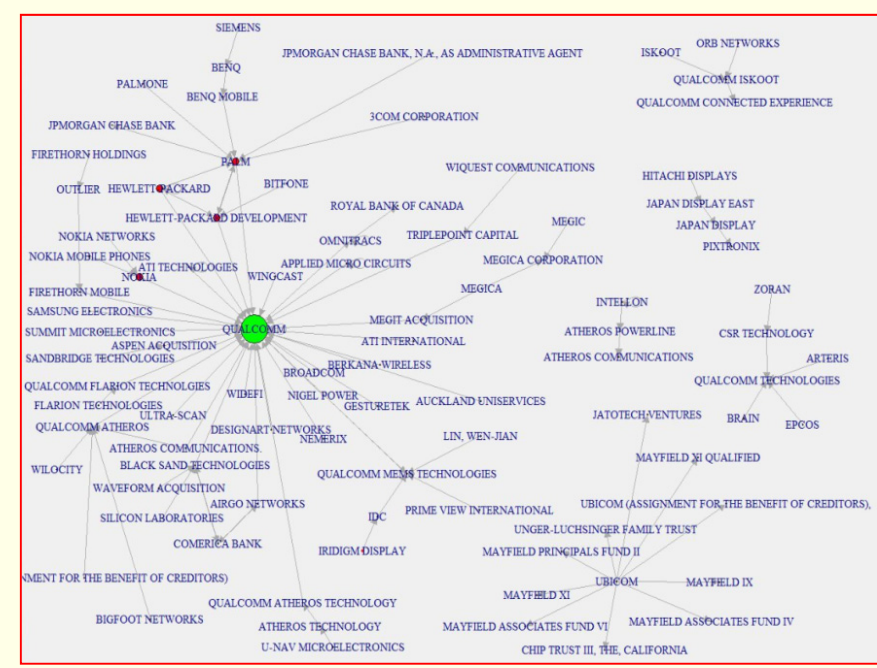 SIEMENS
ORB NETWORKS
JPMORGAN CHASE BANK, N.A., AS ADMINISTRATIVE AGENT
ISKOOT
BENQ
PALMONE
QUALCOMM ISKOOT
BENQ MOBILE
QUALCOMM CONNECTED EXPERIENCE
3COM CORPORATION
JPMORGAN CHASE BANK
FIRETHORN HOLDINGS
PALM
WIQUEST COMMUNICATIONS
HITACHI DISPLAYS
BITFONE
OUTLIER
HEWLETT-PACKARD
JAPAN DISPLAY EAST
ROYAL BANK OF CANADA
HEWLETT-PACKARD DEVELOPMENT
MEGIC
JAPAN DISPLAY
NOKIA NETWORKS
OMNITRACS
TRIPLEPOINT CAPITAL
PIXTRONIX
NOKIA MOBILE PHONES
ATI TECHNOLOGIES
APPLIED MICRO CIRCUITS
MEGICA CORPORATION
NOKIA
WINGCAST
FIRETHORN MOBILE
MEGICA
ZORAN
INTELLON
SAMSUNG ELECTRONICS
MEGIT ACQUISITION
SUMMIT MICROELECTRONICS
QUALCOMM
ATHEROS POWERLINE
CSR TECHNOLOGY
ASPEN ACQUISITION
ATI INTERNATIONAL
SANDBRIDGE TECHNOLOGIES
ATHEROS COMMUNICATIONS
ARTERIS
BERKANA WIRELESS
BROADCOM
QUALCOMM TECHNOLOGIES
QUALCOMM FLARION TECHNOLGIES
WIDEFI
NIGEL POWER
AUCKLAND UNISERVICES
FLARION TECHNOLOGIES
GESTURETEK
ULTRA-SCAN
JATOTECH VENTURES
BRAIN
EPCOS
QUALCOMM ATHEROS
DESIGNART NETWORKS
NEMERIX
LIN, WEN-JIAN
ATHEROS COMMUNICATIONS.
MAYFIELD XI QUALIFIED
WILOCITY
BLACK SAND TECHNOLOGIES
QUALCOMM MEMS TECHNOLOGIES
WAVEFORM ACQUISITION
AIRGO NETWORKS
PRIME VIEW INTERNATIONAL
UBICOM (ASSIGNMENT FOR THE BENEFIT OF CREDITORS),
SILICON LABORATORIES
IDC
UNGER-LUCHSINGER FAMILY TRUST
COMERICA BANK
IRIDIGM DISPLAY
MAYFIELD PRINCIPALS FUND II
NMENT FOR THE BENEFIT OF CREDITORS)
UBICOM
MAYFIELD IX
MAYFIELD XI
QUALCOMM ATHEROS TECHNOLOGY
BIGFOOT NETWORKS
ATHEROS TECHNOLOGY
MAYFIELD ASSOCIATES FUND VI
MAYFIELD ASSOCIATES FUND IV
U-NAV MICROELECTRONICS
CHIP TRUST III, THE, CALIFORNIA